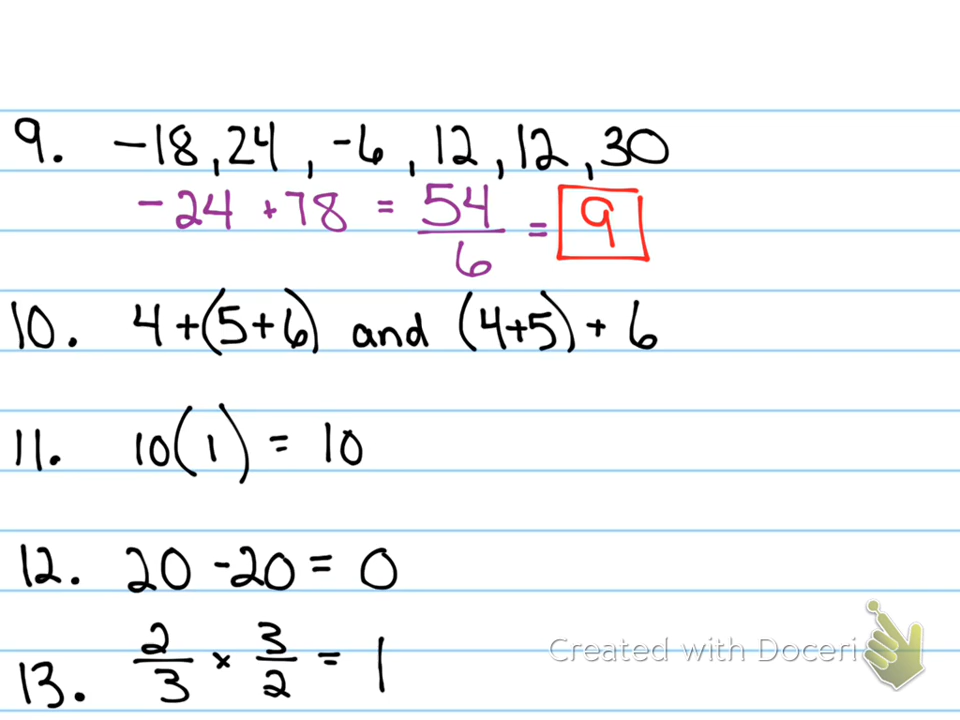 9. -18, 24, -6, 12, 12, 30
-24 + 78 = 54/6 = 9
10. 4 + (5+6) and (4+5) + 6
11. 10(1) = 10
12. 20 - 20 = 0
13. 2/3 × 3/2 = 1
Created with Doceri